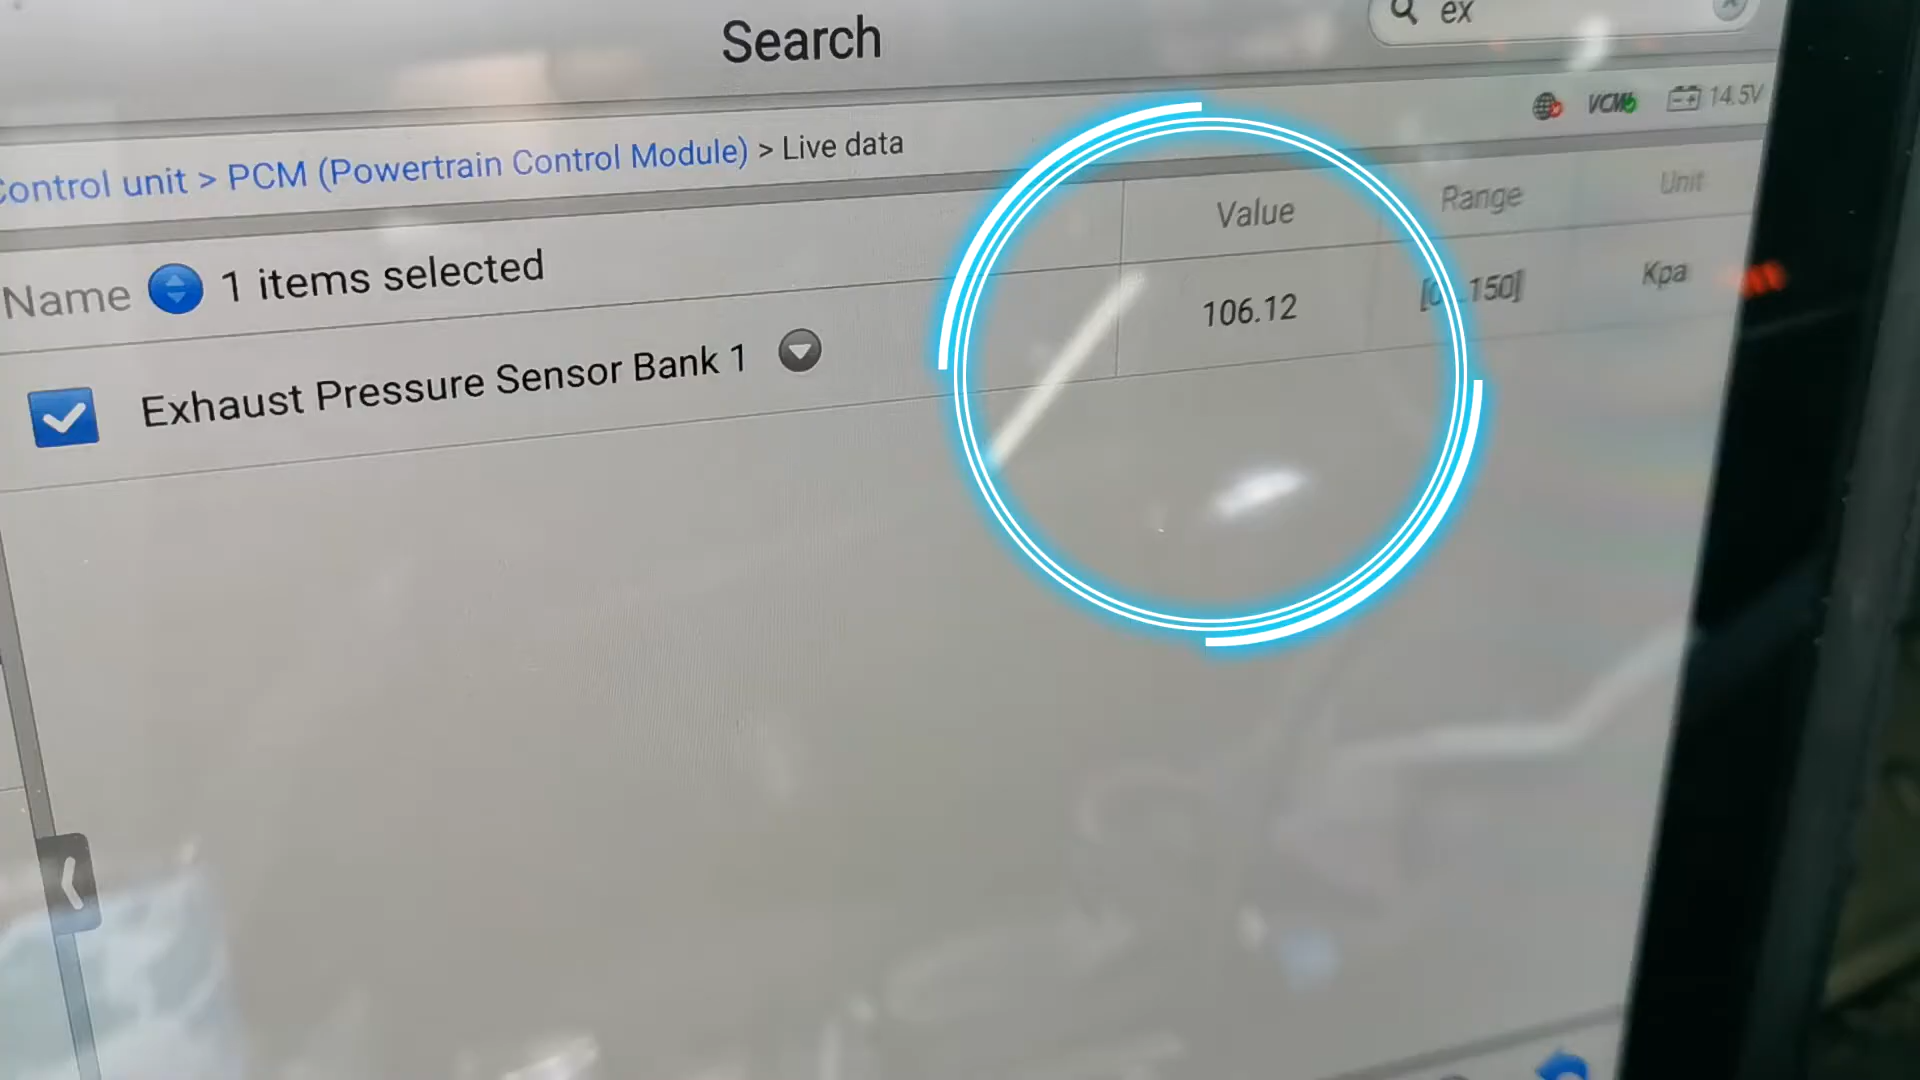 Search
ex
Control unit > PCM (Powertrain Control Module) > Live data
VCMI 14.5V
Name 1 items selected Value Range Unit
Exhaust Pressure Sensor Bank 1 106.12 150] Kpa